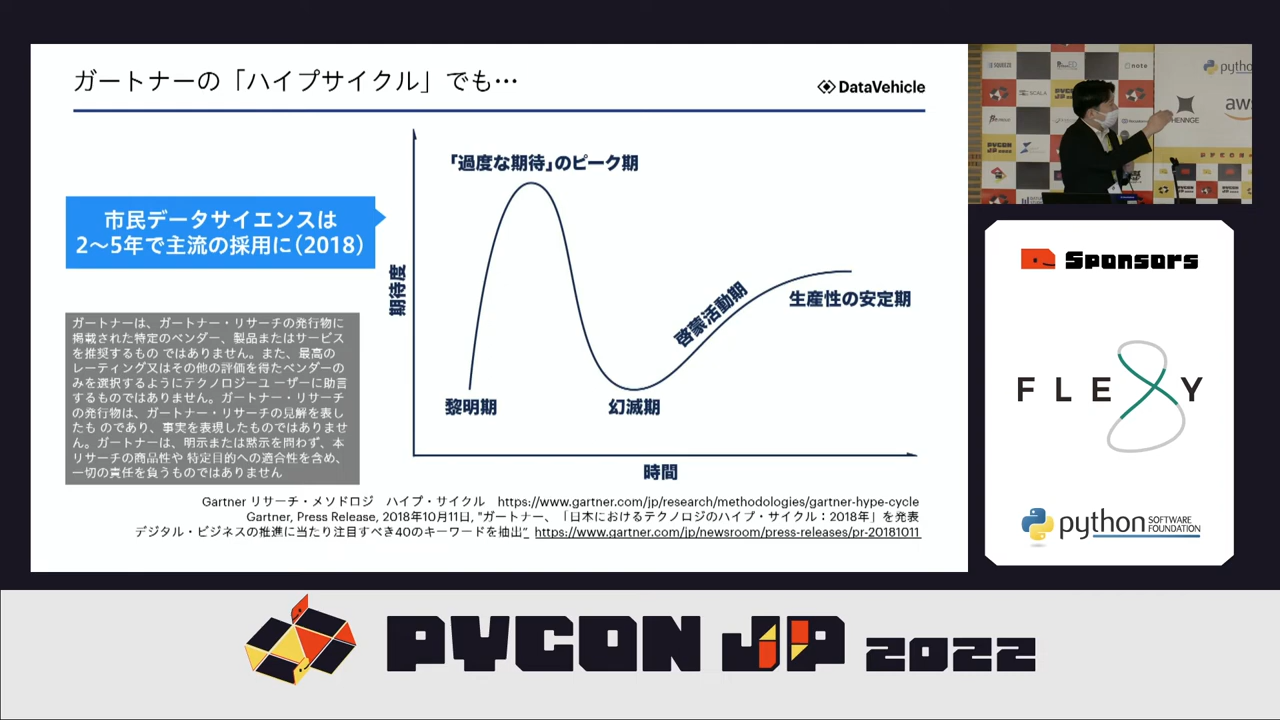 ガートナーの「ハイプサイクル」でも…
DataVehicle
市民データサイエンスは
2〜5年で主流の採用に(2018)
ガートナーは、ガートナー・リサーチの発行物に
掲載された特定のベンダー、製品またはサービス
を推奨するもの ではありません。また、最高の
レーティング又はその他の評価を得たベンダーの
みを選択するようにテクノロジーユ ーザーに助言
するものではありません。ガートナー・リサーチ
の発行物は、ガートナー・リサーチの見解を表し
たも のであり、事実を表現したものではありませ
ん。ガートナーは、明示または黙示を問わず、本
リサーチの商品性や 特定目的への適合性を含め、
一切の責任を負うものではありません
期待度
「過度な期待」のピーク期
黎明期
幻滅期
啓蒙活動期
生産性の安定期
時間
Gartner リサーチ・メソドロジ　ハイプ・サイクル　https://www.gartner.com/jp/research/methodologies/gartner-hype-cycle
Gartner, Press Release, 2018年10月11日, "ガートナー、「日本におけるテクノロジのハイプ・サイクル：2018年」を発表
デジタル・ビジネスの推進に当たり注目すべき40のキーワードを抽出" https://www.gartner.com/jp/newsroom/press-releases/pr-20181011
note
python
HENNGE
aws
Sponsors
FLEXY
python SOFTWARE
FOUNDATION
PYCON JP 2022